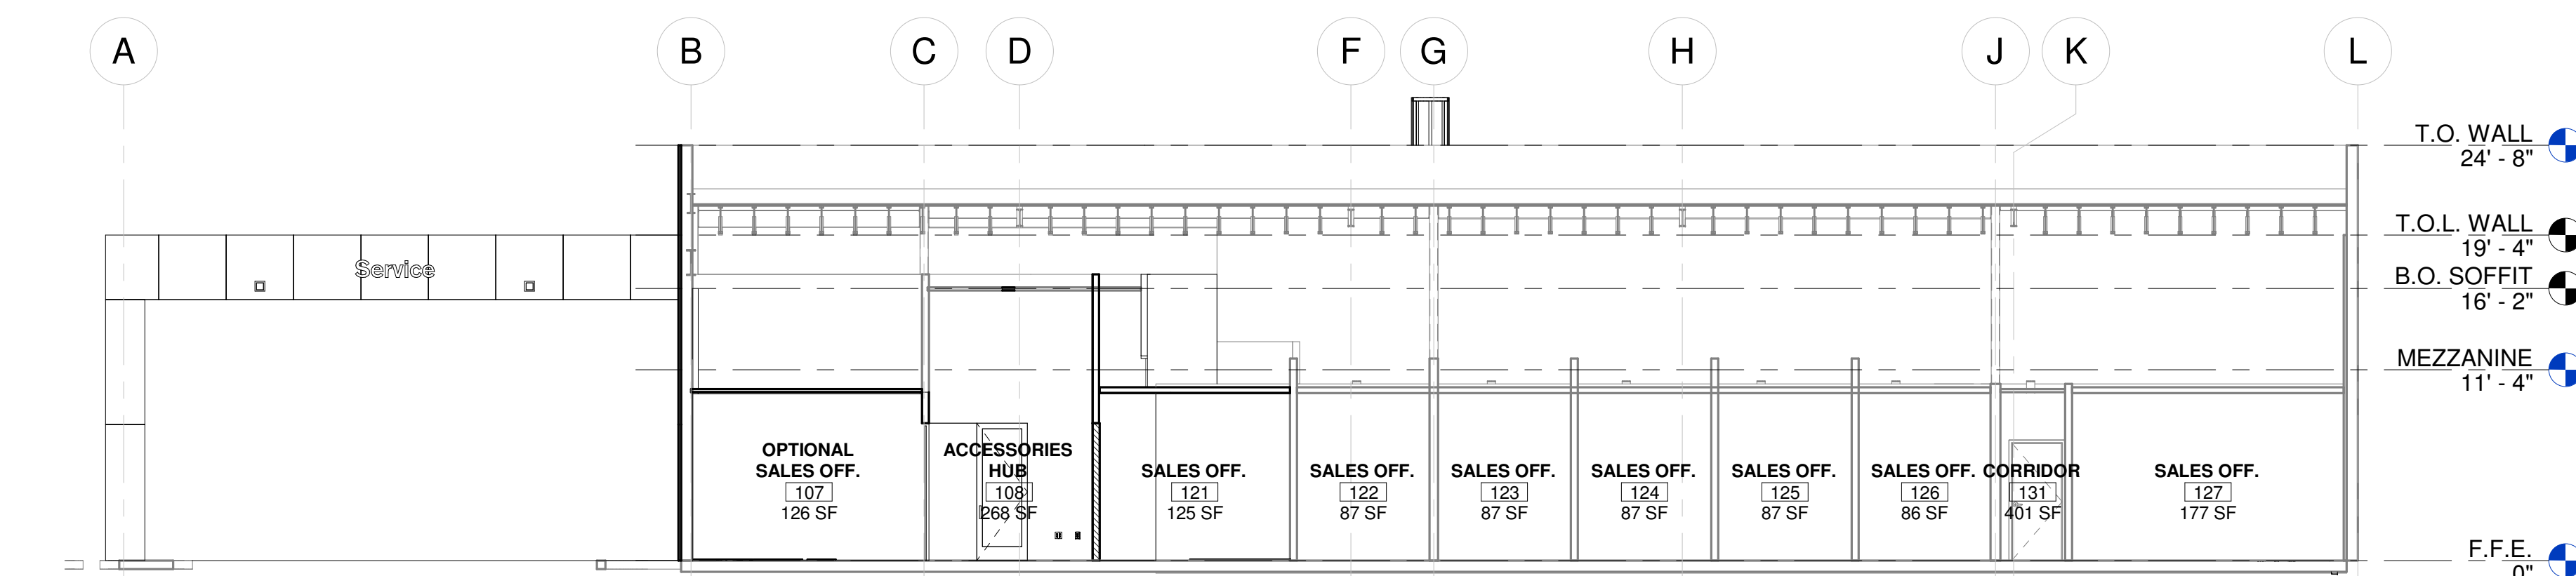 A
B
C
D
F
G
H
J
K
L
T.O. WALL
24' - 8"
T.O.L. WALL
19' - 4"
Service
B.O. SOFFIT
16' - 2"
MEZZANINE
11' - 4"
OPTIONAL
SALES OFF.
107
126 SF
ACCESSORIES
HUB
108
268 SF
SALES OFF.
121
125 SF
SALES OFF.
122
87 SF
SALES OFF.
123
87 SF
SALES OFF.
124
87 SF
SALES OFF.
125
87 SF
SALES OFF.
126
86 SF
CORRIDOR
131
401 SF
SALES OFF.
127
177 SF
F.F.E.
0"